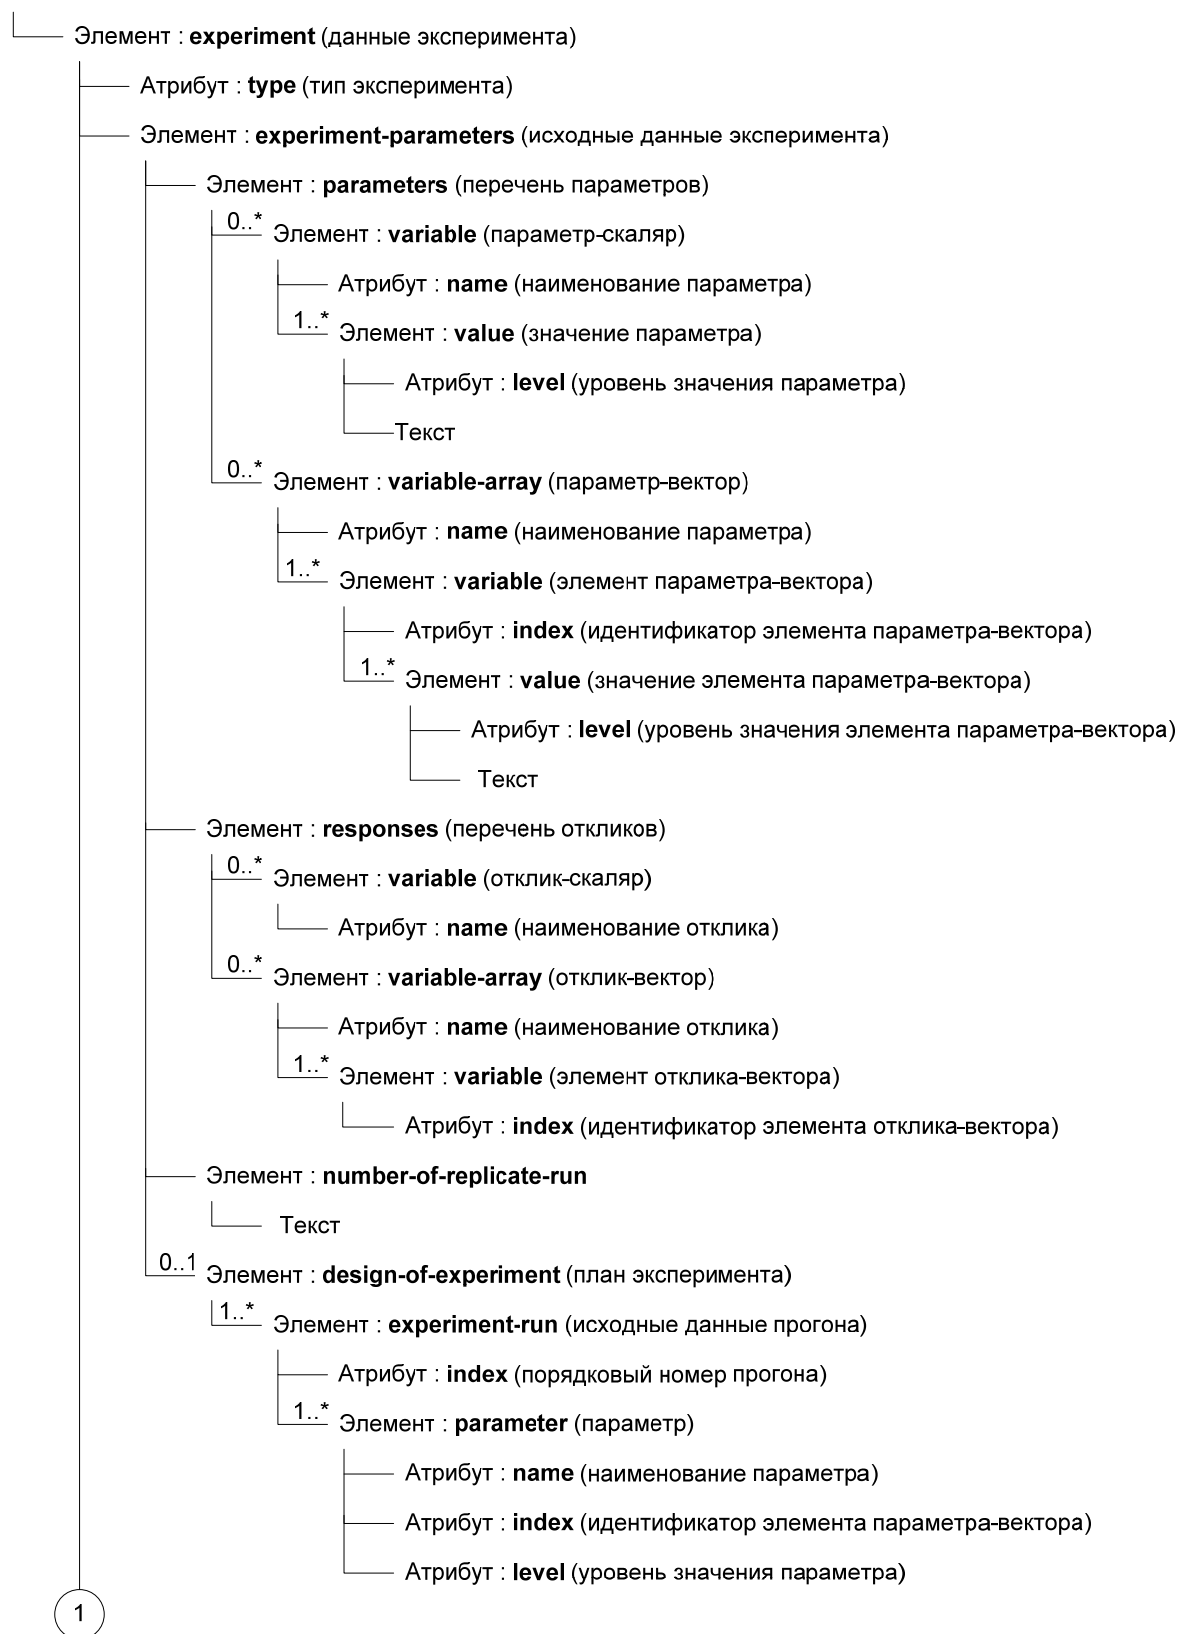 Элемент : experiment (данные эксперимента)
Атрибут : type (тип эксперимента)
Элемент : experiment-parameters (исходные данные эксперимента)
Элемент : parameters (перечень параметров)
0..* Элемент : variable (параметр-скаляр)
Атрибут : name (наименование параметра)
1..* Элемент : value (значение параметра)
Атрибут : level (уровень значения параметра)
Текст
0..* Элемент : variable-array (параметр-вектор)
Атрибут : name (наименование параметра)
1..* Элемент : variable (элемент параметра-вектора)
Атрибут : index (идентификатор элемента параметра-вектора)
1..* Элемент : value (значение элемента параметра-вектора)
Атрибут : level (уровень значения элемента параметра-вектора)
Текст
Элемент : responses (перечень откликов)
0..* Элемент : variable (отклик-скаляр)
Атрибут : name (наименование отклика)
0..* Элемент : variable-array (отклик-вектор)
Атрибут : name (наименование отклика)
1..* Элемент : variable (элемент отклика-вектора)
Атрибут : index (идентификатор элемента отклика-вектора)
Элемент : number-of-replicate-run
Текст
0..1 Элемент : design-of-experiment (план эксперимента)
1..* Элемент : experiment-run (исходные данные прогона)
Атрибут : index (порядковый номер прогона)
1..* Элемент : parameter (параметр)
Атрибут : name (наименование параметра)
Атрибут : index (идентификатор элемента параметра-вектора)
Атрибут : level (уровень значения параметра)
1